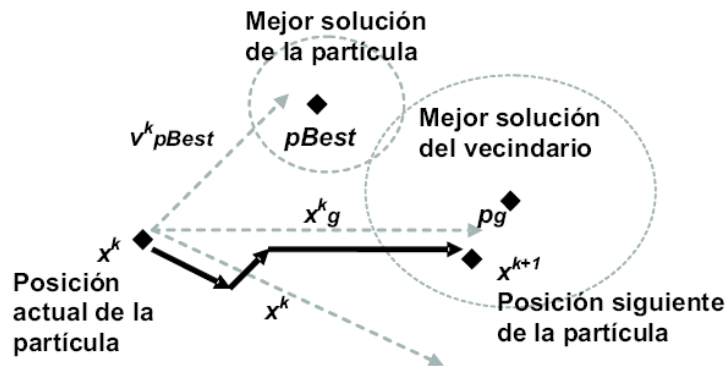 Mejor solución
de la partícula
pBest
v^k pBest
Mejor solución
del vecindario
x^k g
pg
x^k
x^{k+1}
Posición
actual de la
partícula
x^k
Posición siguiente
de la partícula